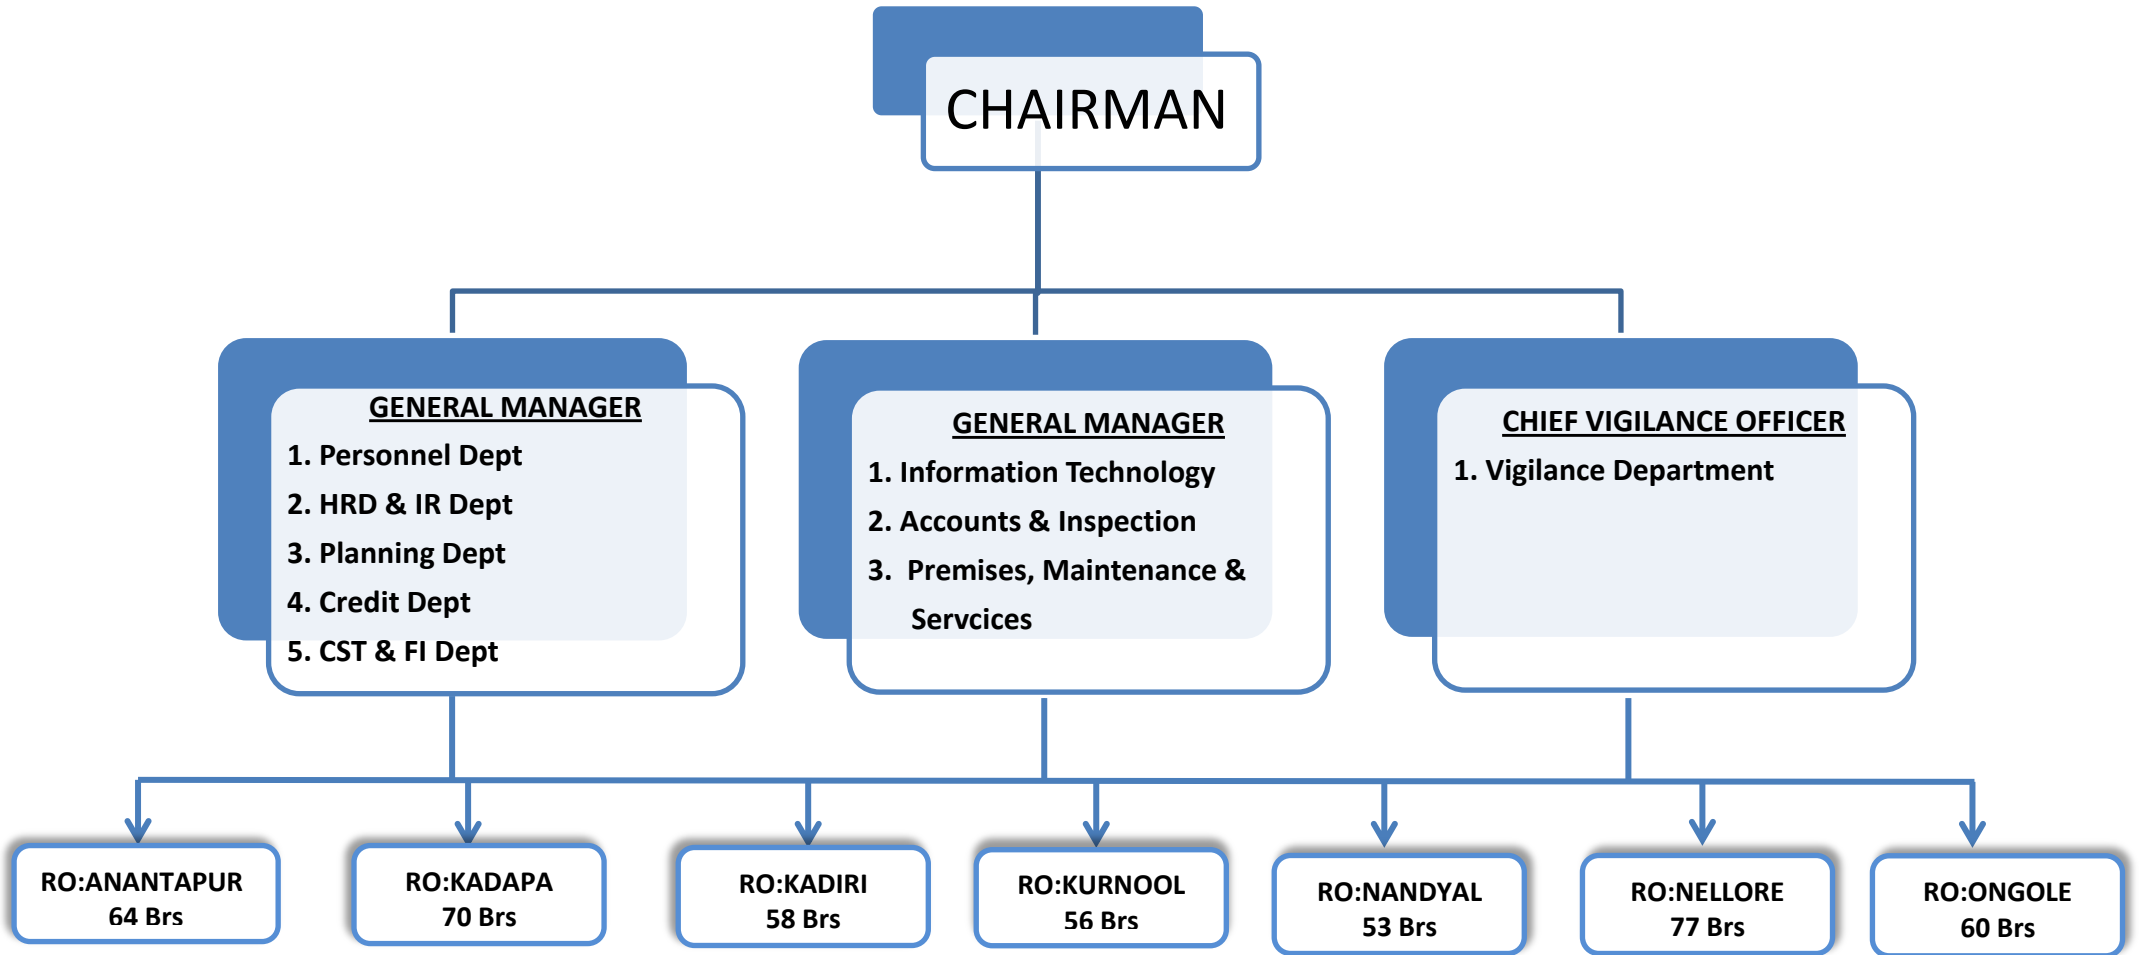 CHAIRMAN
GENERAL MANAGER
1. Personnel Dept
2. HRD & IR Dept
3. Planning Dept
4. Credit Dept
5. CST & FI Dept
GENERAL MANAGER
1. Information Technology
2. Accounts & Inspection
3. Premises, Maintenance &
Servcices
CHIEF VIGILANCE OFFICER
1. Vigilance Department
RO:ANANTAPUR
64 Brs
RO:KADAPA
70 Brs
RO:KADIRI
58 Brs
RO:KURNOOL
56 Brs
RO:NANDYAL
53 Brs
RO:NELLORE
77 Brs
RO:ONGOLE
60 Brs